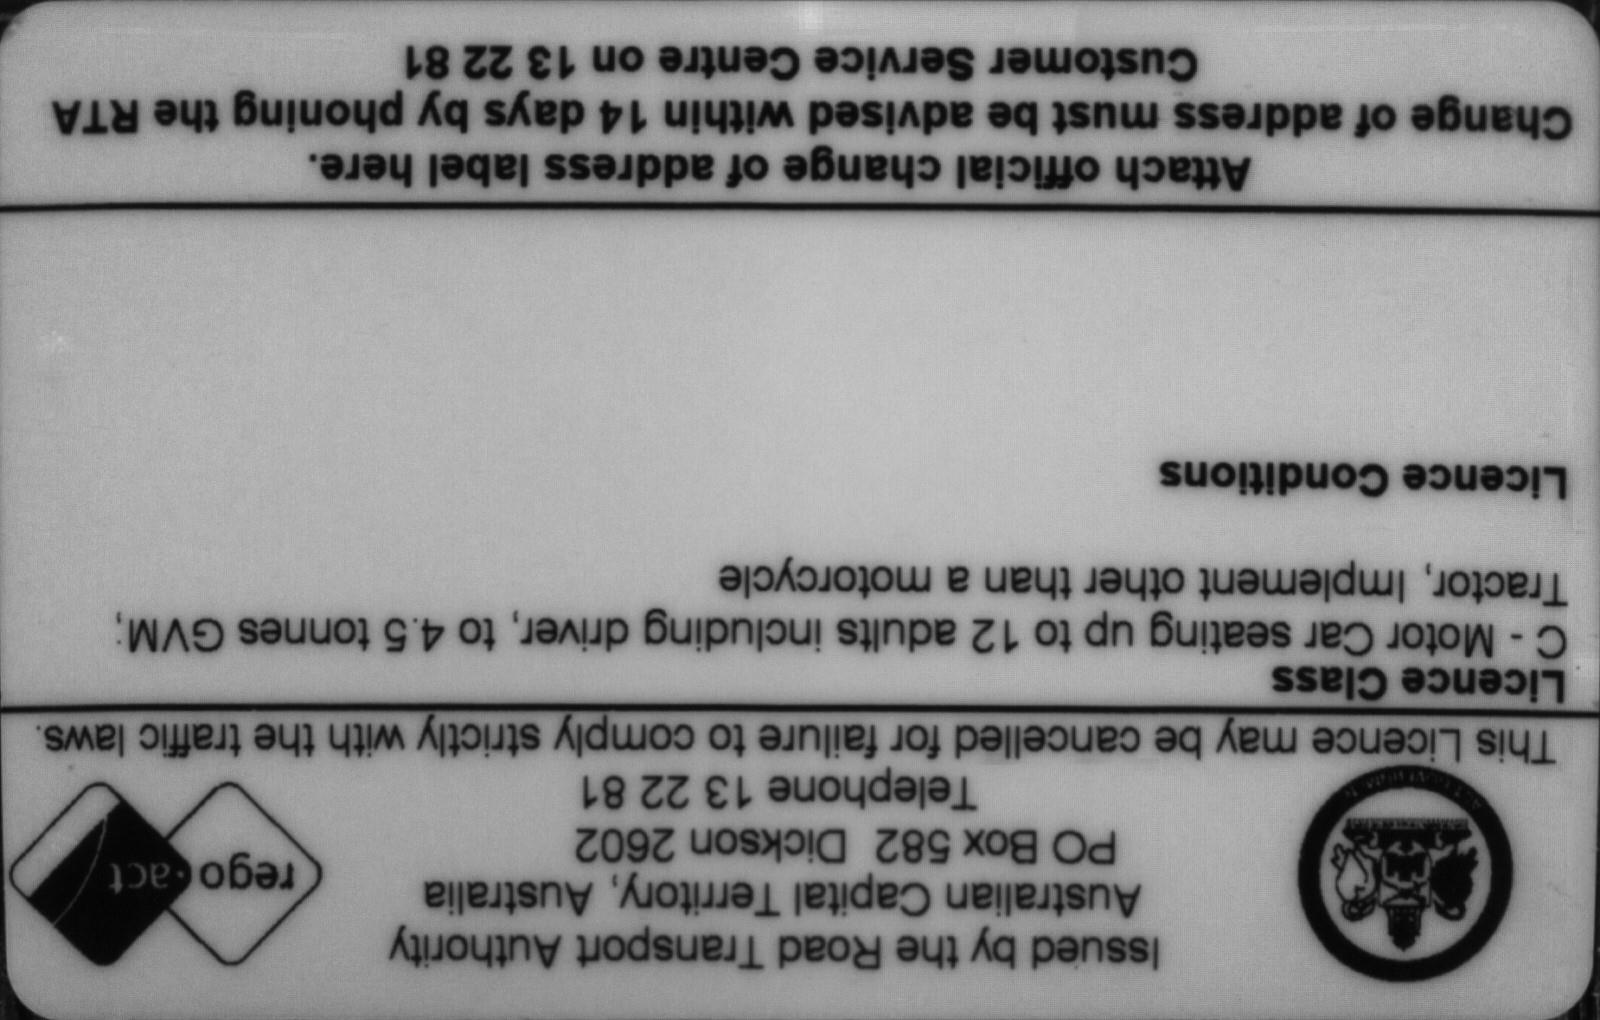 Issued by the Road Transport Authority
Australian Capital Territory, Australia
PO Box 582 Dickson 2602
Telephone 13 22 81
rego·act
This Licence may be cancelled for failure to comply strictly with the traffic laws.
Licence Class
C - Motor Car seating up to 12 adults including driver, to 4.5 tonnes GVM;
Tractor, Implement other than a motorcycle
Licence Conditions
Attach official change of address label here.
Change of address must be advised within 14 days by phoning the RTA
Customer Service Centre on 13 22 81